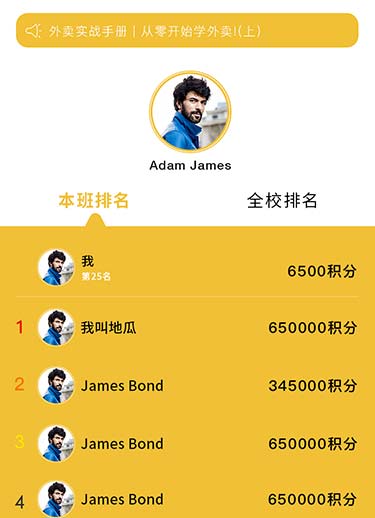 外卖实战手册 | 从零开始学外卖!(上)
Adam James
本班排名 全校排名
我
第25名
6500积分
1 我叫地瓜 650000积分
2 James Bond 345000积分
3 James Bond 650000积分
4 James Bond 650000积分